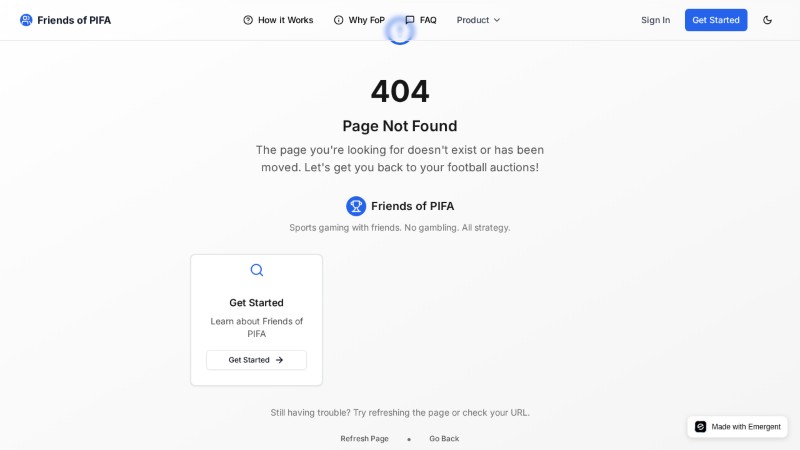 Friends of PIFA
How it Works
Why FoP
FAQ
Product
Sign In
Get Started
404
Page Not Found
The page you're looking for doesn't exist or has been
moved. Let's get you back to your football auctions!
Friends of PIFA
Sports gaming with friends. No gambling. All strategy.
Get Started
Learn about Friends of
PIFA
Get Started
Still having trouble? Try refreshing the page or check your URL.
Refresh Page • Go Back
Made with Emergent